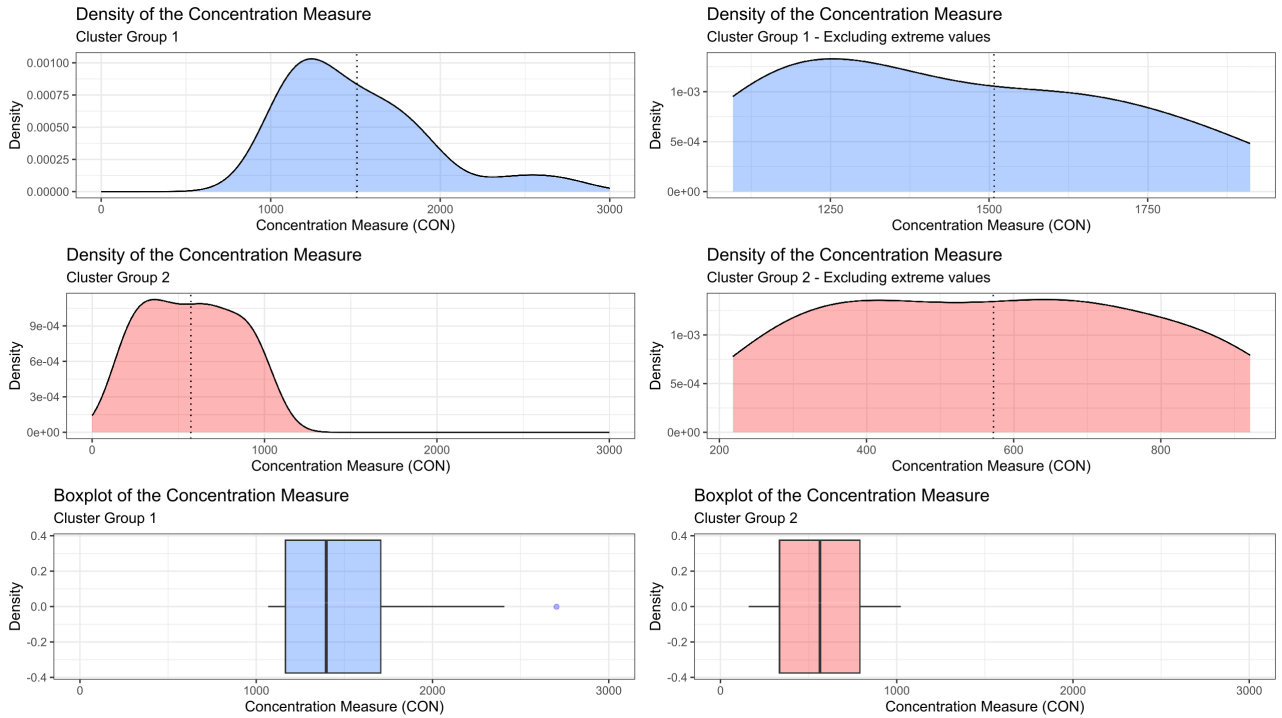 Density of the Concentration Measure
Cluster Group 1
Density
0.00100
0.00075
0.00050
0.00025
0.00000
0 1000 2000 3000
Concentration Measure (CON)
Density of the Concentration Measure
Cluster Group 1 - Excluding extreme values
Density
1e-03
5e-04
0e+00
1250 1500 1750
Concentration Measure (CON)
Density of the Concentration Measure
Cluster Group 2
Density
9e-04
6e-04
3e-04
0e+00
0 1000 2000 3000
Concentration Measure (CON)
Density of the Concentration Measure
Cluster Group 2 - Excluding extreme values
Density
1e-03
5e-04
0e+00
200 400 600 800
Concentration Measure (CON)
Boxplot of the Concentration Measure
Cluster Group 1
Density
0.4
0.2
0.0
-0.2
-0.4
0 1000 2000 3000
Concentration Measure (CON)
Boxplot of the Concentration Measure
Cluster Group 2
Density
0.4
0.2
0.0
-0.2
-0.4
0 1000 2000 3000
Concentration Measure (CON)